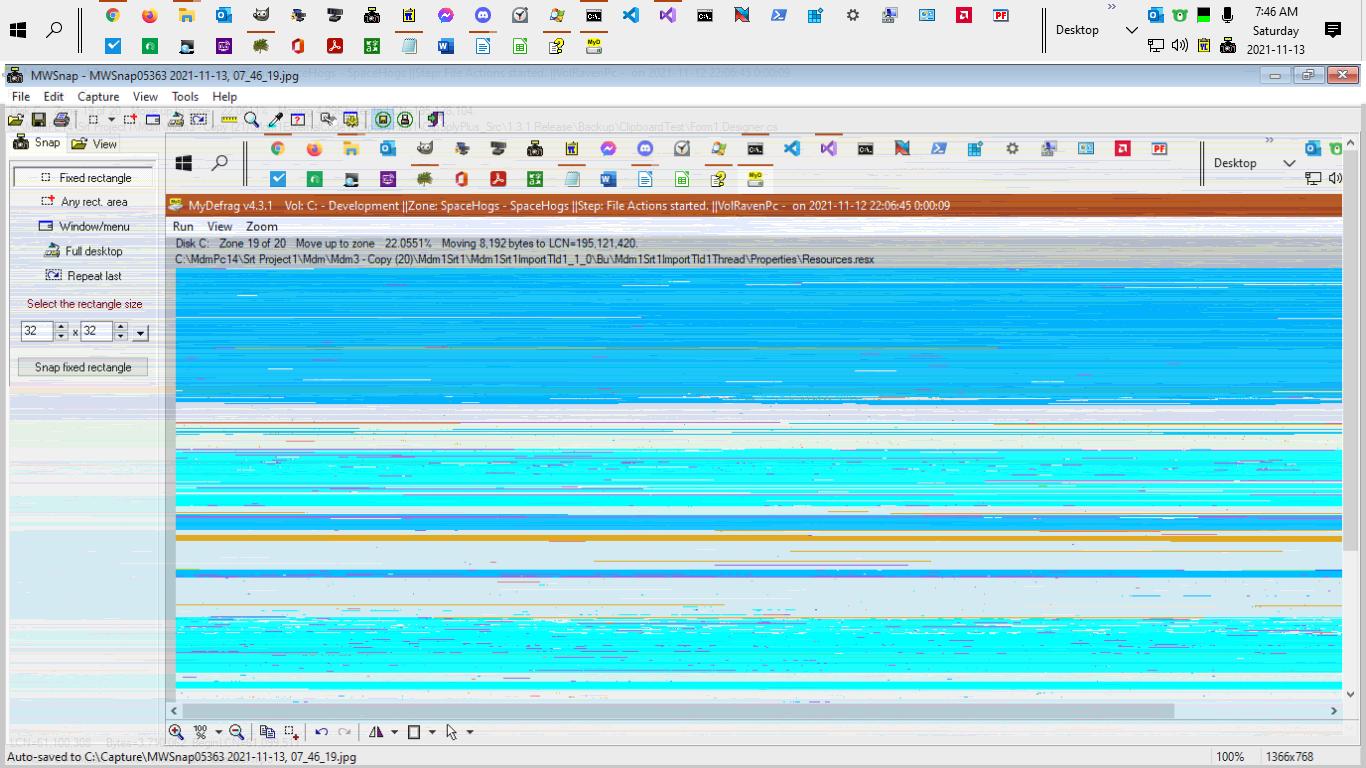 7:46 AM
Desktop
Saturday
2021-11-13
MWSnap - MWSnap05363 2021-11-13, 07_46_19.jpg
File Edit Capture View Tools Help
Snap View
Fixed rectangle
Any rect. area
Window/menu
Full desktop
Repeat last
Select the rectangle size
32 x 32
Snap fixed rectangle
Desktop
MyDefrag v4.3.1 Vol: C: - Development ||Zone: SpaceHogs - SpaceHogs ||Step: File Actions started. ||VolRavenPc - on 2021-11-12 22:06:45 0:00:09
Run View Zoom
Disk C: Zone 19 of 20 Move up to zone 22.0551% Moving 8,192 bytes to LCN=195,121,420.
C:\MdmPc14\Srt Project1\Mdm\Mdm3 - Copy (20)\Mdm1Srt1\Mdm1Srt1ImportTld1_1_0\Bu\Mdm1Srt1ImportTld1Thread\Properties\Resources.resx
100 %
Auto-saved to C:\Capture\MWSnap05363 2021-11-13, 07_46_19.jpg
100% 1366x768